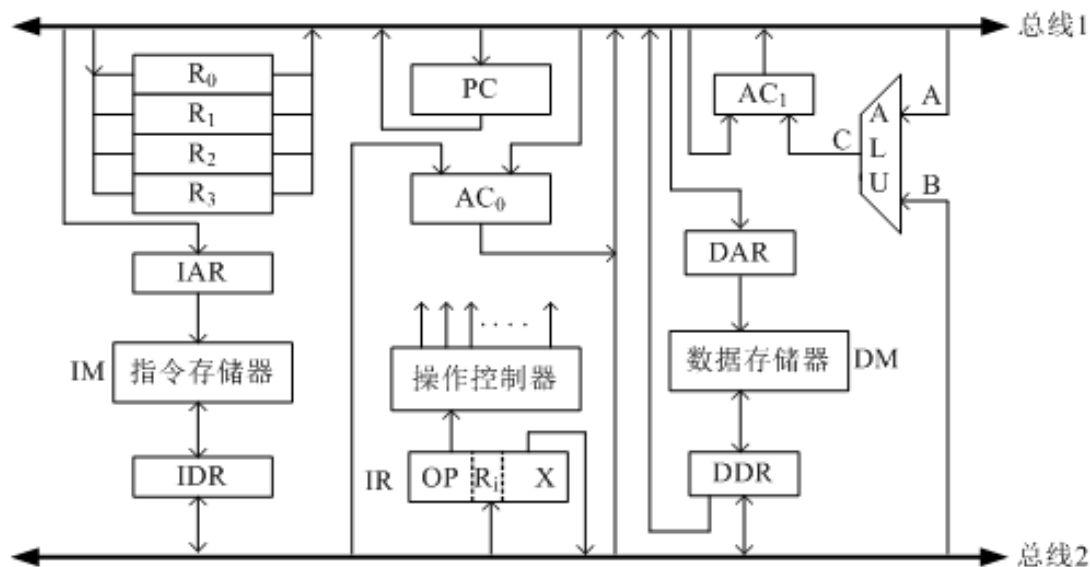 总线1
R0
R1
R2
R3
PC
AC0
AC1
A
A
L
U
C
B
IAR
DAR
IM
指令存储器
....
操作控制器
数据存储器
DM
IDR
IR
OP
Ri
X
DDR
总线2